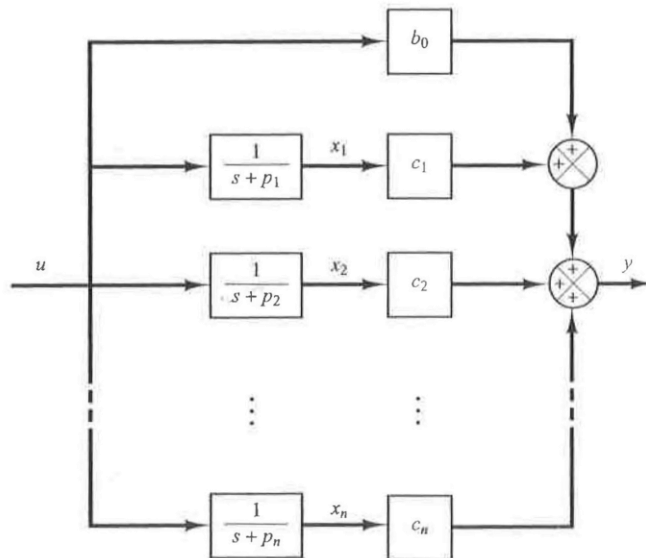 b₀
x₁
1
s + p₁
c₁
+
+
u
x₂
1
s + p₂
c₂
+
+
+
y
⋮
⋮
xₙ
1
s + pₙ
cₙ